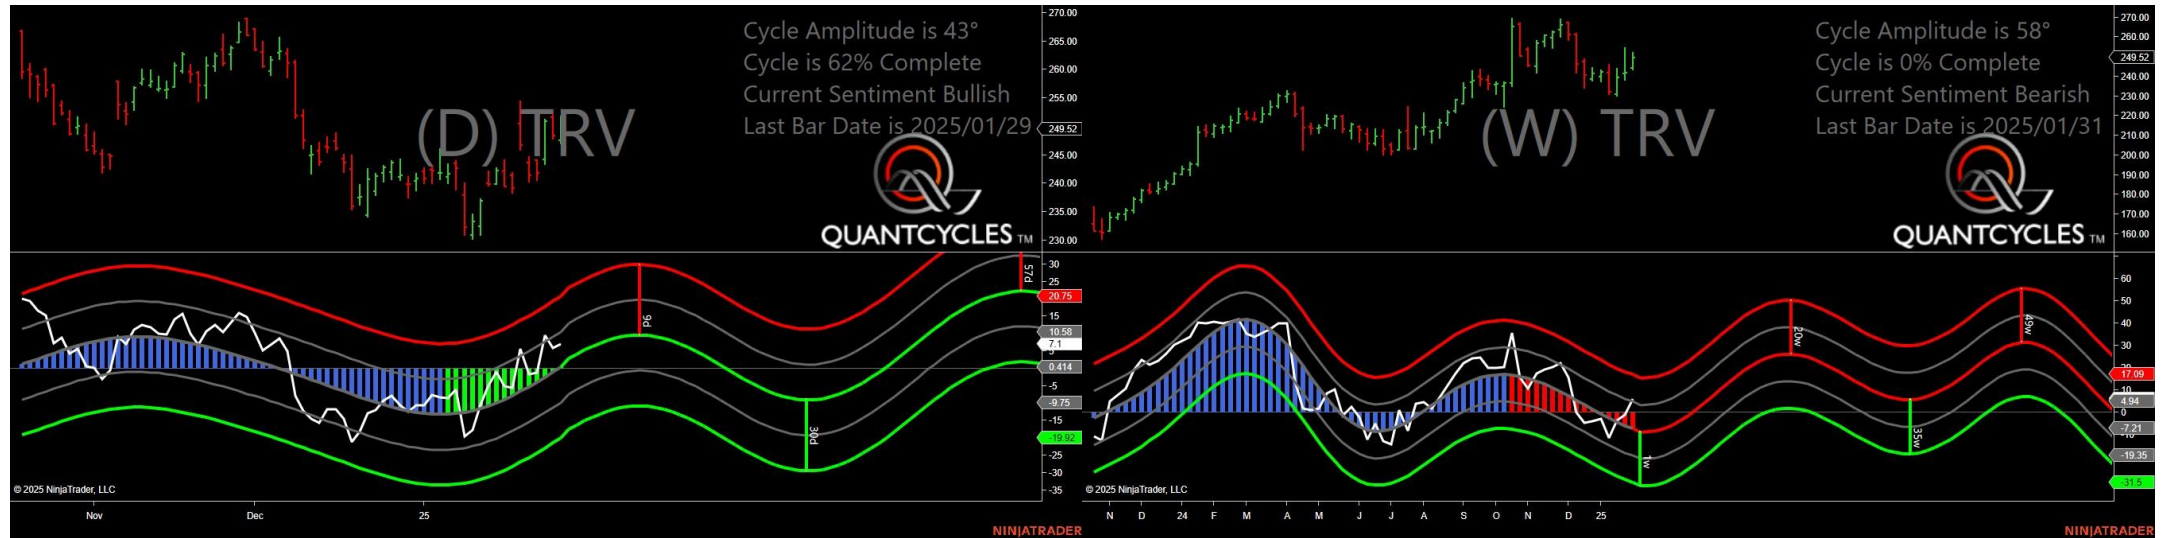 Cycle Amplitude is 43°
Cycle is 62% Complete
Current Sentiment Bullish
Last Bar Date is 2025/01/29
(D) TRV
QUANTCYCLES TM
270.00
265.00
260.00
255.00
249.52
245.00
240.00
235.00
230.00
30
25
20.75
15
10.58
7.1
5
0.414
-5
-9.75
-15
-19.92
-25
-30
-35
9d
30d
57d
© 2025 NinjaTrader, LLC
Nov
Dec
25
NINJATRADER
Cycle Amplitude is 58°
Cycle is 0% Complete
Current Sentiment Bearish
Last Bar Date is 2025/01/31
(W) TRV
QUANTCYCLES TM
270.00
260.00
249.52
240.00
230.00
220.00
210.00
200.00
190.00
180.00
170.00
160.00
60
50
40
30
17.09
10
4.94
0
-7.21
-19.35
-31.5
1w
20w
35w
49w
© 2025 NinjaTrader, LLC
N D 24 F M A M J J A S O N D 25
NINJATRADER